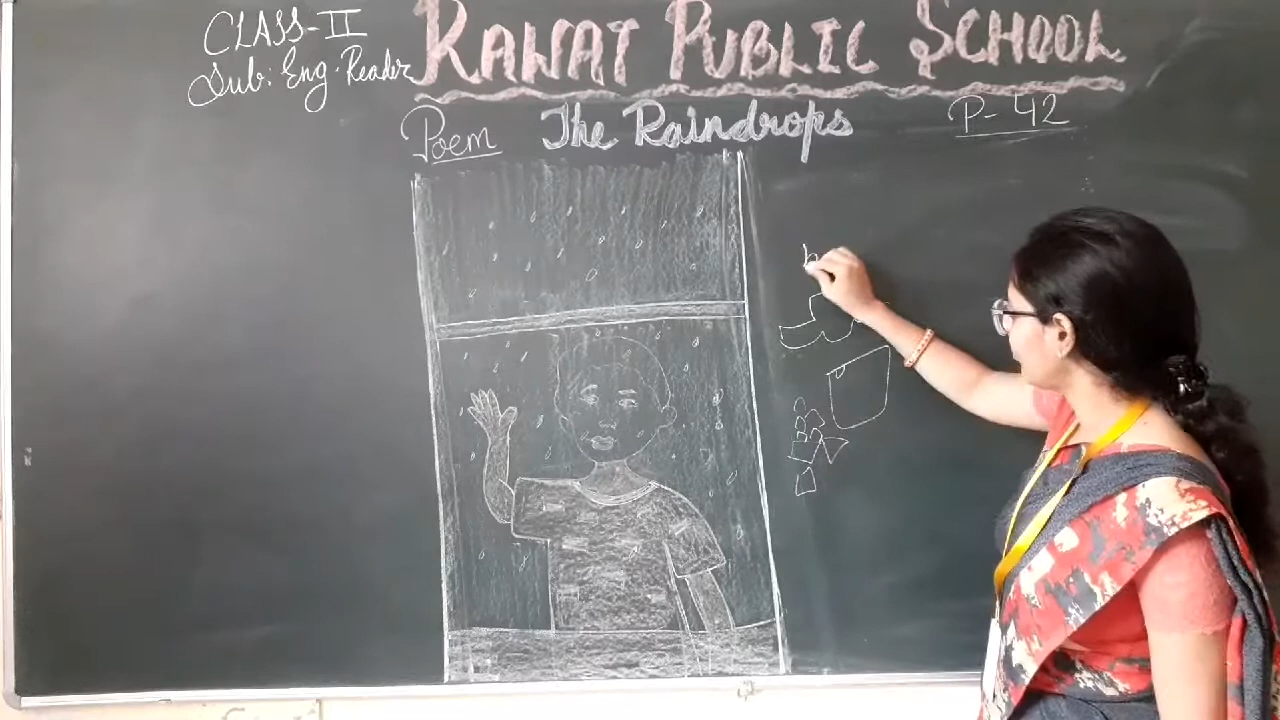 CLASS-II
Sub: Eng. Reader
RAWAT PUBLIC SCHOOL
Poem The Raindrops P-42